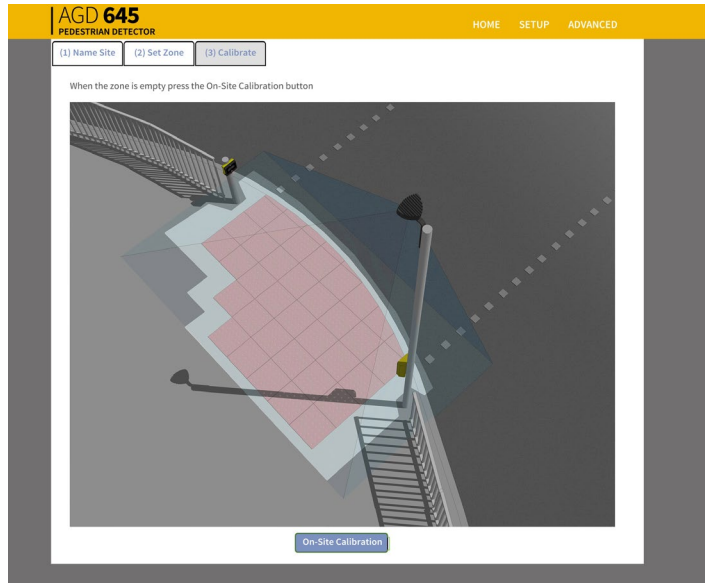 AGD 645
PEDESTRIAN DETECTOR
HOME SETUP ADVANCED
(1) Name Site (2) Set Zone (3) Calibrate
When the zone is empty press the On-Site Calibration button
On-Site Calibration